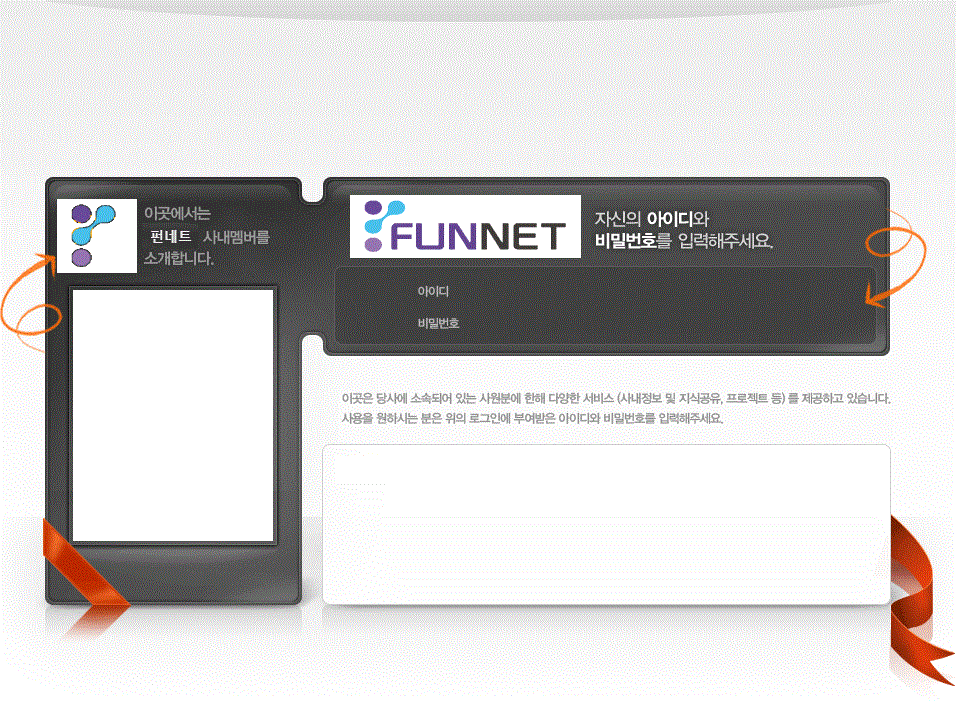 이곳에서는
펀네트 사내멤버를
소개합니다.
FUNNET
자신의 아이디와
비밀번호를 입력해주세요.
아이디
비밀번호
이곳은 당사에 소속되어 있는 사원분에 한해 다양한 서비스 (사내정보 및 지식공유, 프로젝트 등) 를 제공하고 있습니다.
사용을 원하시는 분은 위의 로그인에 부여받은 아이디와 비밀번호를 입력해주세요.